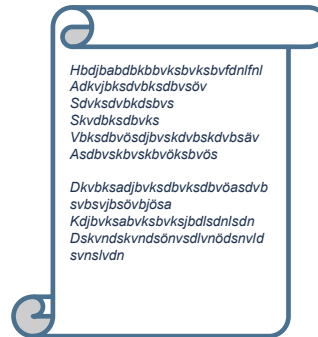 Hbdjbabdbkbbvksbvksbvfdnlfnl
Adkvjbksdvbksdbvsöv
Sdvksdvbkdsbvs
Skvdbksdbvks
Vbksdbvösdjbvskdvbskdvbsäv
Asdbvskbvskbvöksbvös

Dkvbksadjbvksdbvksdbvöasdvb
svbsvjbsövbjösa
Kdjbvksabvksbvksjbdlsdnlsdn
Dskvndskvndsönvsdlvnödsnvld
svnslvdn